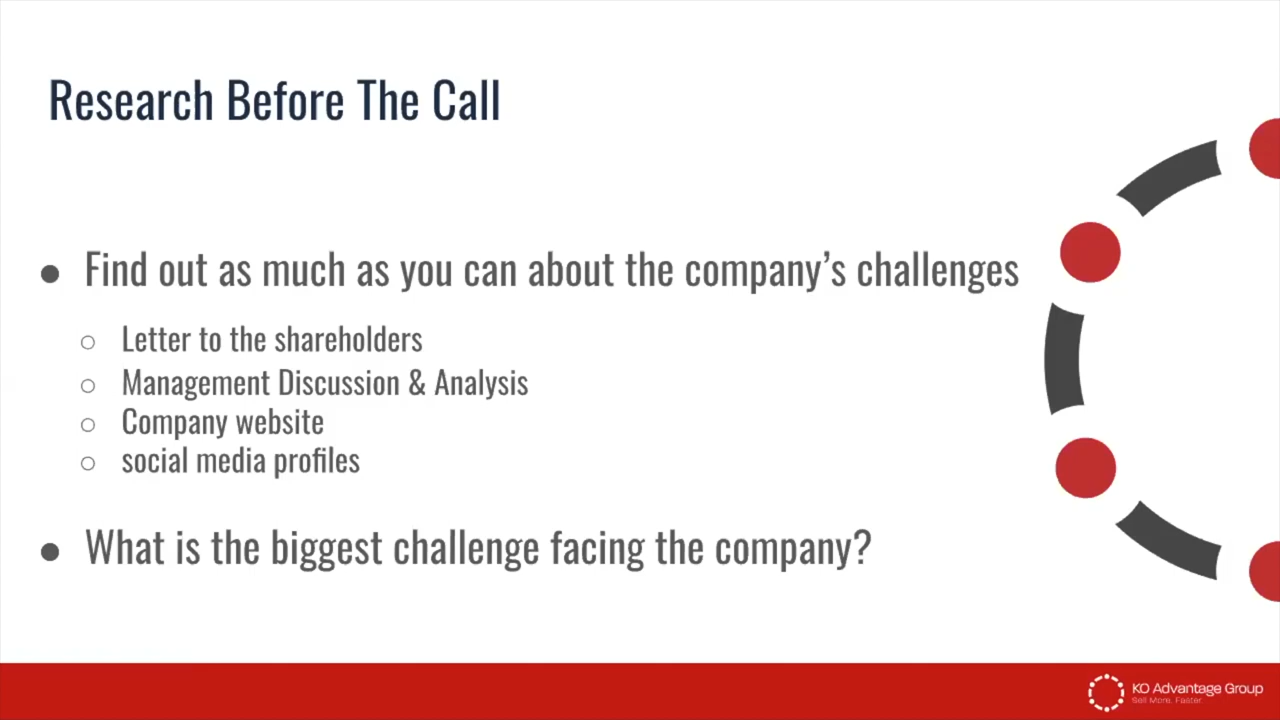 Research Before The Call
● Find out as much as you can about the company’s challenges
○ Letter to the shareholders
○ Management Discussion & Analysis
○ Company website
○ social media profiles
● What is the biggest challenge facing the company?
KO Advantage Group
Sell More. Faster.